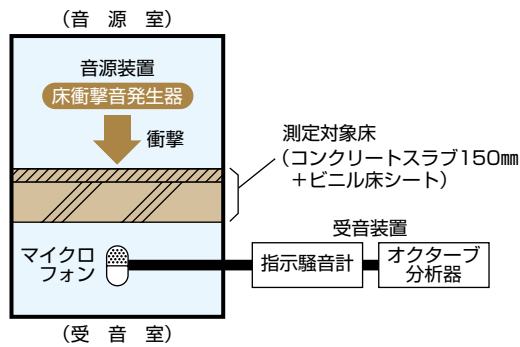 (音 源 室)
音源装置
床衝撃音発生器
衝撃
測定対象床
(コンクリートスラブ150㎜
+ビニル床シート)
受音装置
マイクロ
フォン
指示騒音計
オクターブ
分析器
(受 音 室)